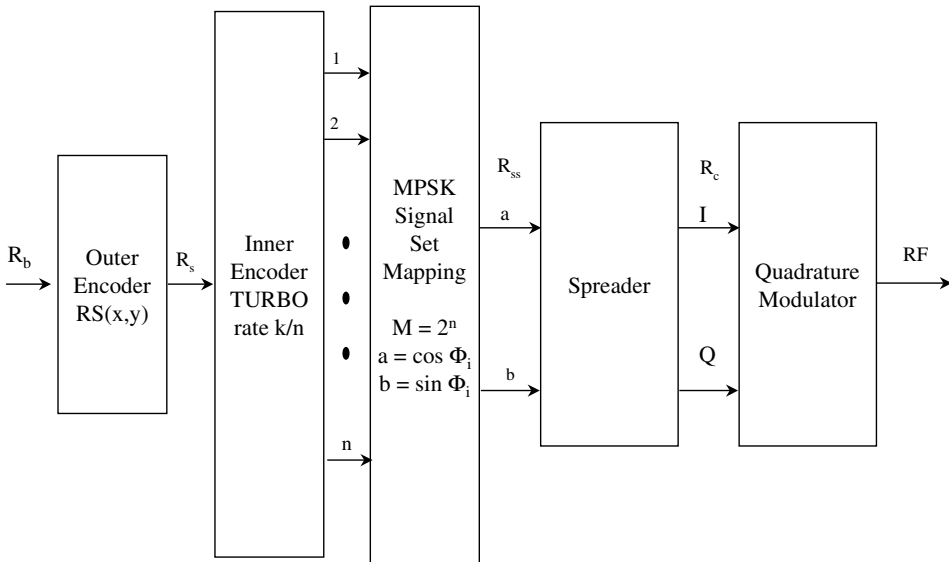 R_b
Outer
Encoder
RS(x,y)
R_s
Inner
Encoder
TURBO
rate k/n
1
2
n
MPSK
Signal
Set
Mapping
M = 2^n
a = cos Φ_i
b = sin Φ_i
R_ss
a
b
Spreader
R_c
I
Q
Quadrature
Modulator
RF